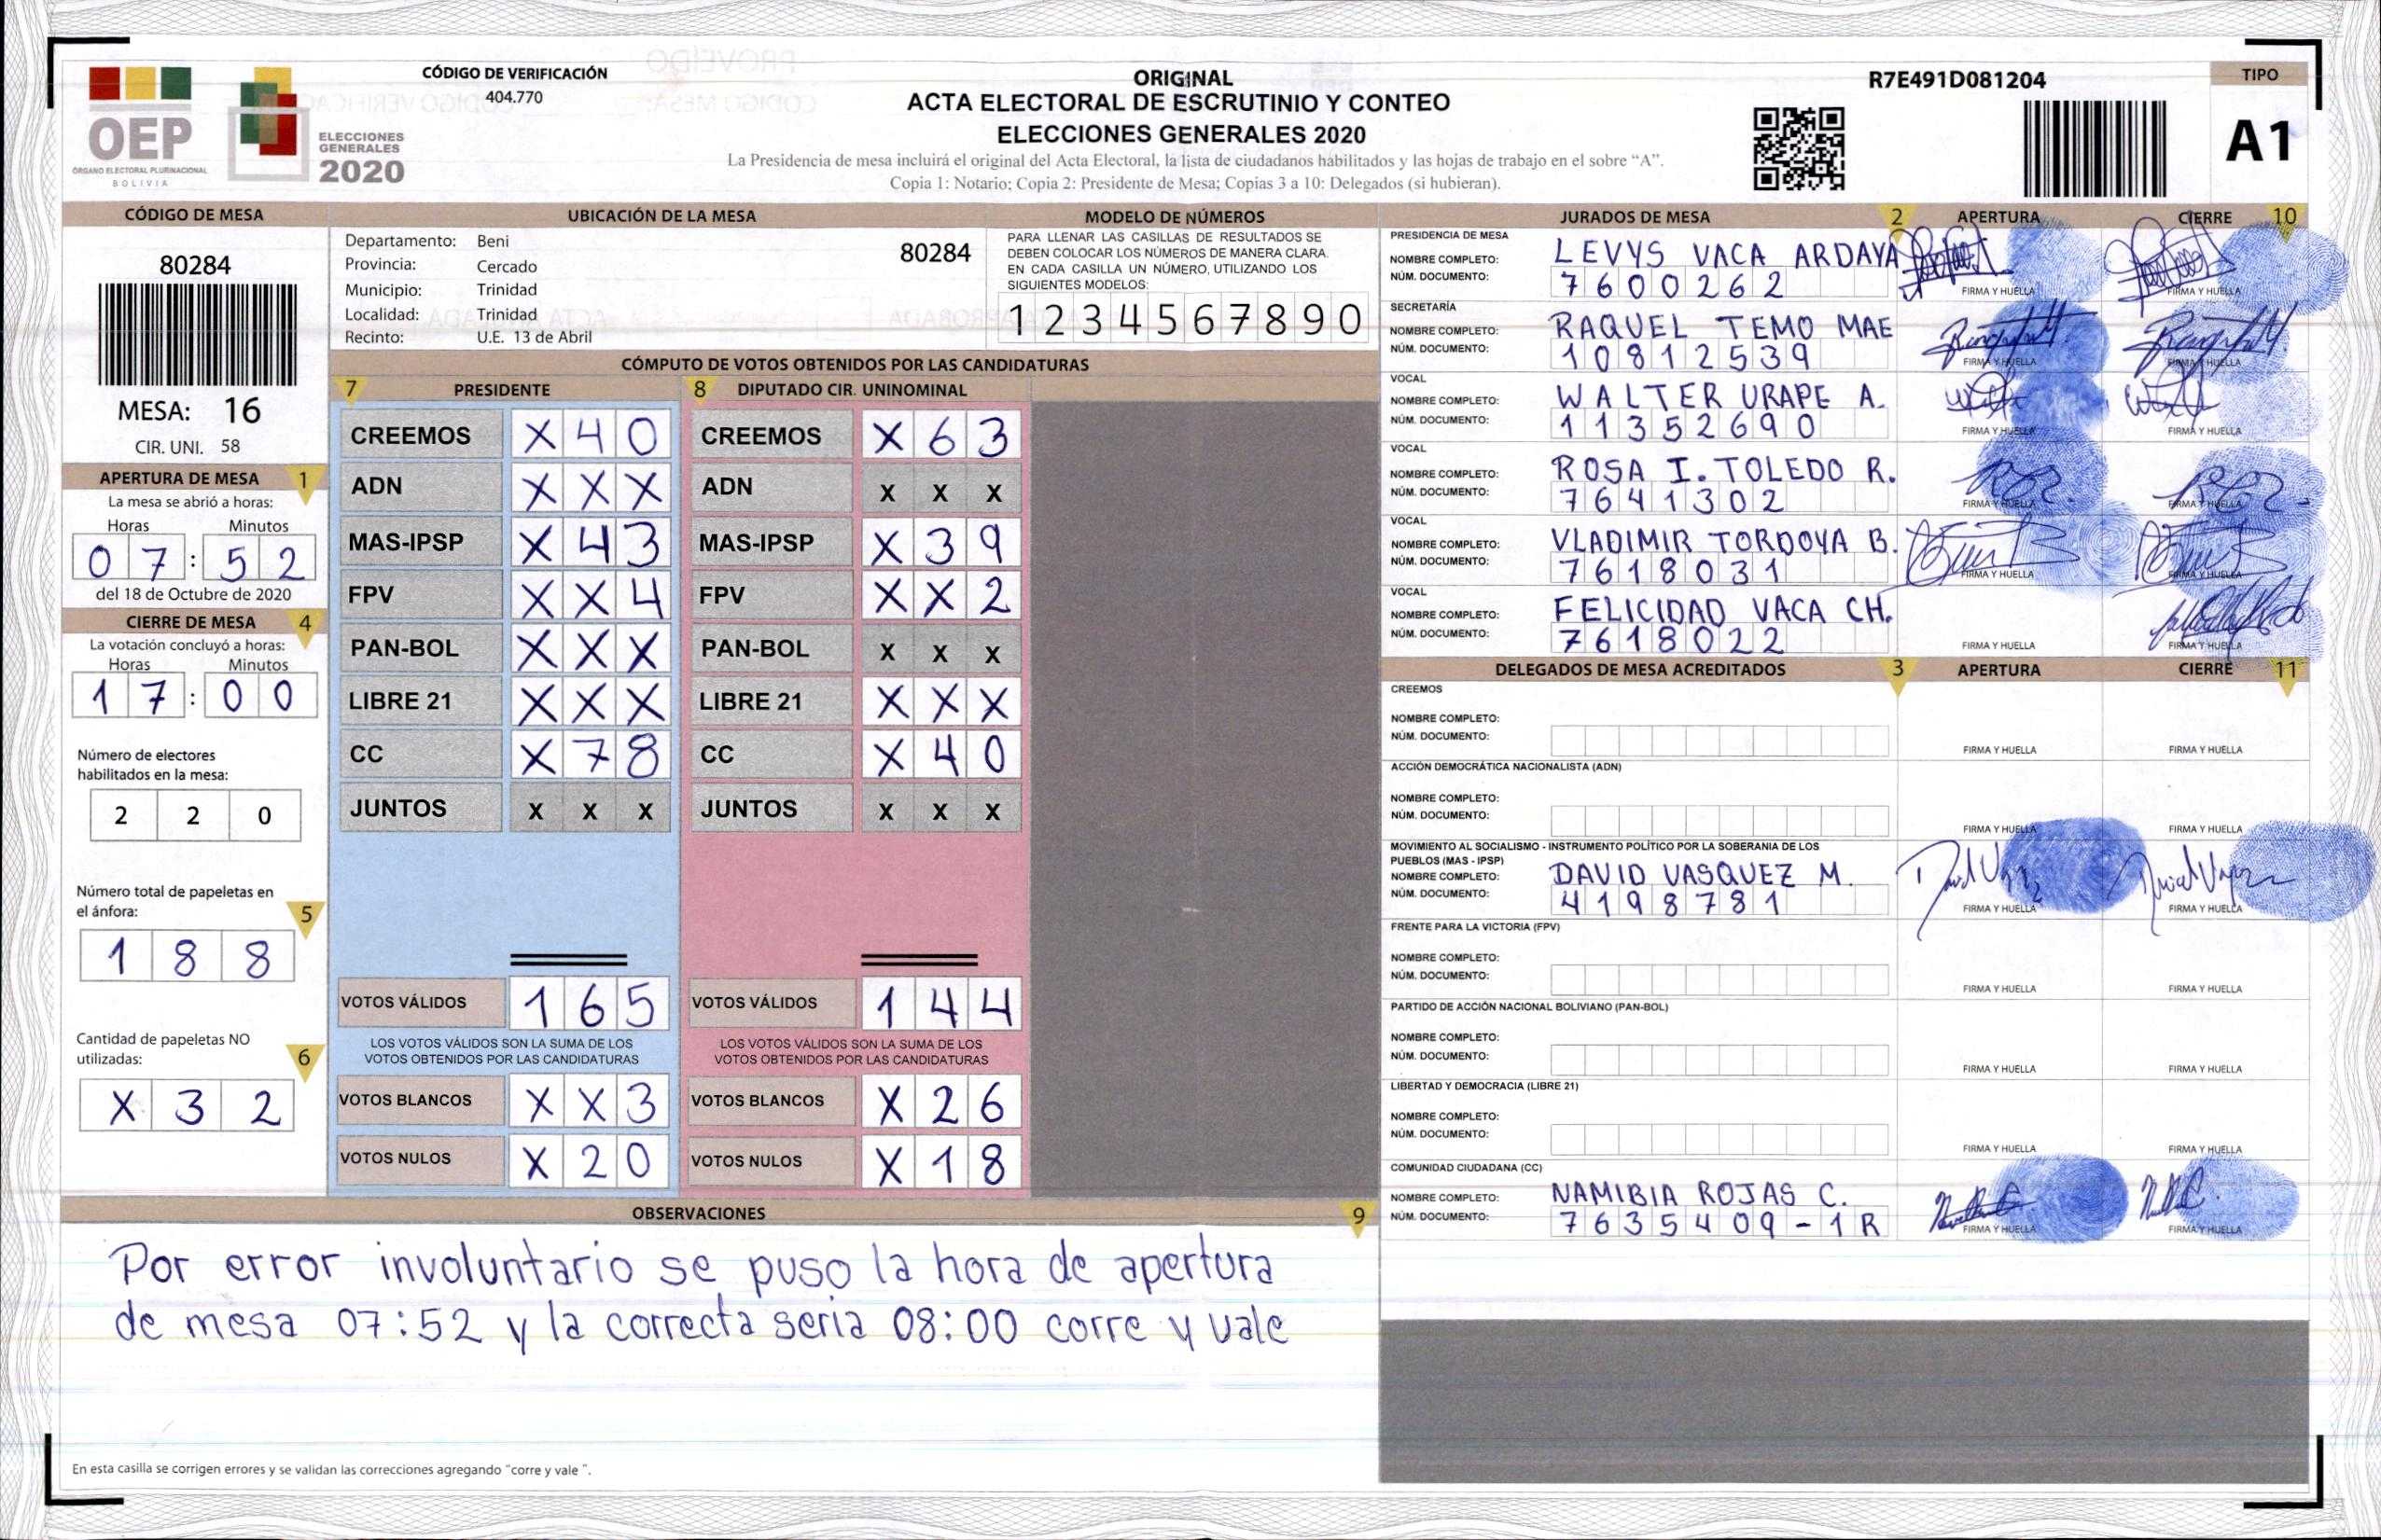 CÓDIGO DE VERIFICACIÓN
404.770
OEP
ÓRGANO ELECTORAL PLURINACIONAL
BOLIVIA
ELECCIONES
GENERALES
2020
ORIGINAL
ACTA ELECTORAL DE ESCRUTINIO Y CONTEO
ELECCIONES GENERALES 2020
La Presidencia de mesa incluirá el original del Acta Electoral, la lista de ciudadanos habilitados y las hojas de trabajo en el sobre “A”.
Copia 1: Notario; Copia 2: Presidente de Mesa; Copias 3 a 10: Delegados (si hubieran).
R7E491D081204
TIPO
A1
CÓDIGO DE MESA
80284
MESA: 16
CIR. UNI. 58
APERTURA DE MESA 1
La mesa se abrió a horas:
Horas Minutos
07:52
del 18 de Octubre de 2020
CIERRE DE MESA 4
La votación concluyó a horas:
Horas Minutos
17:00
Número de electores
habilitados en la mesa:
2 2 0
Número total de papeletas en
el ánfora:
5
1 8 8
Cantidad de papeletas NO
utilizadas:
6
X 3 2
UBICACIÓN DE LA MESA
Departamento: Beni
80284
Provincia: Cercado
Municipio: Trinidad
Localidad: Trinidad
Recinto: U.E. 13 de Abril
MODELO DE NÚMEROS
PARA LLENAR LAS CASILLAS DE RESULTADOS SE
DEBEN COLOCAR LOS NÚMEROS DE MANERA CLARA.
EN CADA CASILLA UN NÚMERO, UTILIZANDO LOS
SIGUIENTES MODELOS:
1 2 3 4 5 6 7 8 9 0
CÓMPUTO DE VOTOS OBTENIDOS POR LAS CANDIDATURAS
7 PRESIDENTE
CREEMOS X 4 0
ADN X X X
MAS-IPSP X 4 3
FPV X X 4
PAN-BOL X X X
LIBRE 21 X X X
CC X 7 8
JUNTOS X X X
VOTOS VÁLIDOS 1 6 5
LOS VOTOS VÁLIDOS SON LA SUMA DE LOS
VOTOS OBTENIDOS POR LAS CANDIDATURAS
VOTOS BLANCOS X X 3
VOTOS NULOS X 2 0
8 DIPUTADO CIR. UNINOMINAL
CREEMOS X 6 3
ADN X X X
MAS-IPSP X 3 9
FPV X X 2
PAN-BOL X X X
LIBRE 21 X X X
CC X 4 0
JUNTOS X X X
VOTOS VÁLIDOS 1 4 4
LOS VOTOS VÁLIDOS SON LA SUMA DE LOS
VOTOS OBTENIDOS POR LAS CANDIDATURAS
VOTOS BLANCOS X 2 6
VOTOS NULOS X 1 8
OBSERVACIONES 9
Por error involuntario se puso la hora de apertura
de mesa 07:52 y la correcta seria 08:00 corre y vale
En esta casilla se corrigen errores y se validan las correcciones agregando “corre y vale ”.
JURADOS DE MESA 2 APERTURA CIERRE 10
PRESIDENCIA DE MESA
NOMBRE COMPLETO: LEVYS VACA ARDAYA
NÚM. DOCUMENTO: 7600262
FIRMA Y HUELLA FIRMA Y HUELLA
SECRETARÍA
NOMBRE COMPLETO: RAQUEL TEMO MAE
NÚM. DOCUMENTO: 10812539
FIRMA Y HUELLA FIRMA Y HUELLA
VOCAL
NOMBRE COMPLETO: WALTER URAPE A.
NÚM. DOCUMENTO: 11352690
FIRMA Y HUELLA FIRMA Y HUELLA
VOCAL
NOMBRE COMPLETO: ROSA I. TOLEDO R.
NÚM. DOCUMENTO: 7641302
FIRMA Y HUELLA FIRMA Y HUELLA
VOCAL
NOMBRE COMPLETO: VLADIMIR TORDOYA B.
NÚM. DOCUMENTO: 7618031
FIRMA Y HUELLA FIRMA Y HUELLA
VOCAL
NOMBRE COMPLETO: FELICIDAD VACA CH.
NÚM. DOCUMENTO: 7618022
FIRMA Y HUELLA FIRMA Y HUELLA
DELEGADOS DE MESA ACREDITADOS 3 APERTURA CIERRE 11
CREEMOS
NOMBRE COMPLETO:
NÚM. DOCUMENTO:
FIRMA Y HUELLA FIRMA Y HUELLA
ACCIÓN DEMOCRÁTICA NACIONALISTA (ADN)
NOMBRE COMPLETO:
NÚM. DOCUMENTO:
FIRMA Y HUELLA FIRMA Y HUELLA
MOVIMIENTO AL SOCIALISMO - INSTRUMENTO POLÍTICO POR LA SOBERANIA DE LOS
PUEBLOS (MAS - IPSP)
NOMBRE COMPLETO: DAVID VASQUEZ M.
NÚM. DOCUMENTO: 4198781
FIRMA Y HUELLA FIRMA Y HUELLA
FRENTE PARA LA VICTORIA (FPV)
NOMBRE COMPLETO:
NÚM. DOCUMENTO:
FIRMA Y HUELLA FIRMA Y HUELLA
PARTIDO DE ACCIÓN NACIONAL BOLIVIANO (PAN-BOL)
NOMBRE COMPLETO:
NÚM. DOCUMENTO:
FIRMA Y HUELLA FIRMA Y HUELLA
LIBERTAD Y DEMOCRACIA (LIBRE 21)
NOMBRE COMPLETO:
NÚM. DOCUMENTO:
FIRMA Y HUELLA FIRMA Y HUELLA
COMUNIDAD CIUDADANA (CC)
NOMBRE COMPLETO: NAMIBIA ROJAS C.
NÚM. DOCUMENTO: 7635409-1R
FIRMA Y HUELLA FIRMA Y HUELLA